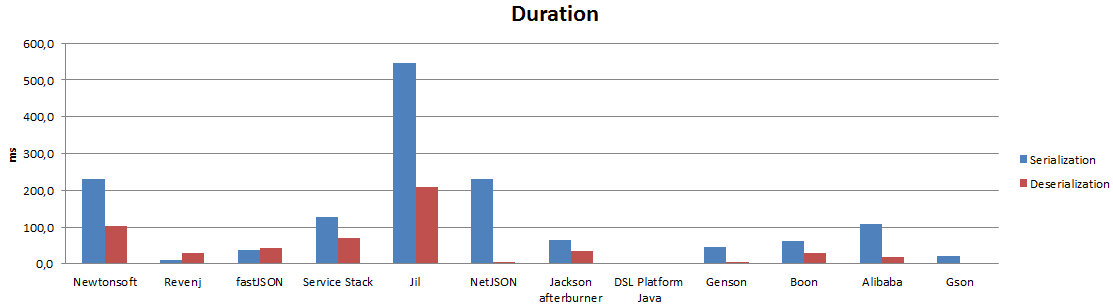 Duration
600,0
500,0
400,0
300,0
200,0
100,0
0,0
ms
Newtonsoft
Revenj
fastJSON
Service Stack
Jil
NetJSON
Jackson
afterburner
DSL Platform
Java
Genson
Boon
Alibaba
Gson
Serialization
Deserialization